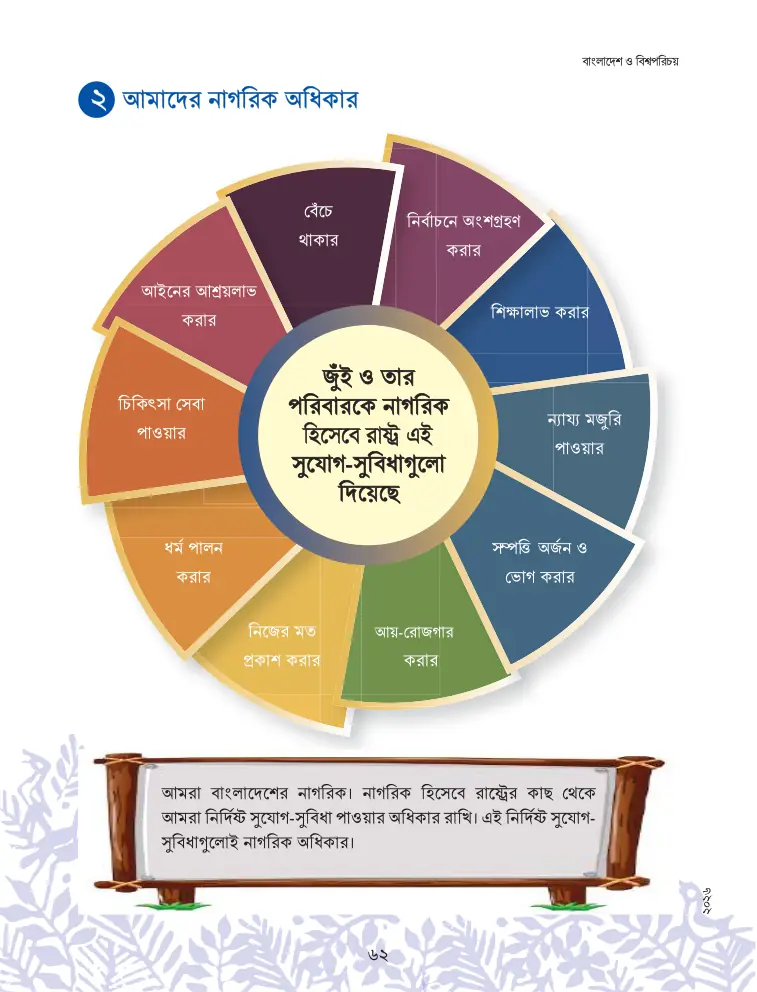 বাংলাদেশ ও বিশ্বপরিচয়
২ আমাদের নাগরিক অধিকার
বেঁচে
থাকার
নির্বাচনে অংশগ্রহণ
করার
শিক্ষালাভ করার
ন্যায্য মজুরি
পাওয়ার
সম্পত্তি অর্জন ও
ভোগ করার
আয়-রোজগার
করার
নিজের মত
প্রকাশ করার
ধর্ম পালন
করার
চিকিৎসা সেবা
পাওয়ার
আইনের আশ্রয়লাভ
করার
জুঁই ও তার
পরিবারকে নাগরিক
হিসেবে রাষ্ট্র এই
সুযোগ-সুবিধাগুলো
দিয়েছে
আমরা বাংলাদেশের নাগরিক। নাগরিক হিসেবে রাষ্ট্রের কাছ থেকে
আমরা নির্দিষ্ট সুযোগ-সুবিধা পাওয়ার অধিকার রাখি। এই নির্দিষ্ট সুযোগ-
সুবিধাগুলোই নাগরিক অধিকার।
২০২৬
৬২